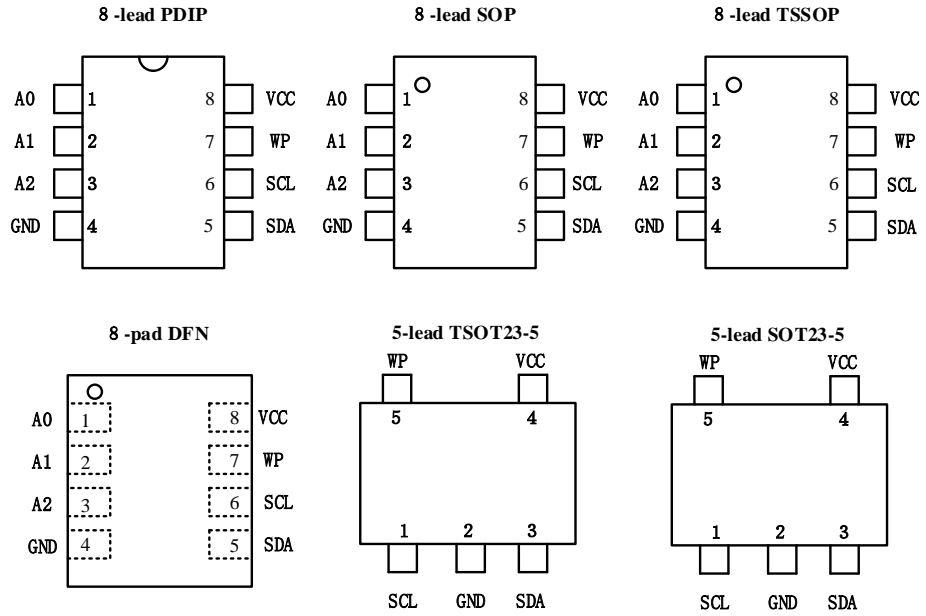 8 -lead PDIP 8 -lead SOP 8 -lead TSSOP
A0 1 8 VCC A0 1 8 VCC A0 1 8 VCC
A1 2 7 WP A1 2 7 WP A1 2 7 WP
A2 3 6 SCL A2 3 6 SCL A2 3 6 SCL
GND 4 5 SDA GND 4 5 SDA GND 4 5 SDA
8 -pad DFN 5-lead TSOT23-5 5-lead SOT23-5
WP VCC WP VCC
A0 1 8 VCC 5 4 5 4
A1 2 7 WP
A2 3 6 SCL
GND 4 5 SDA 1 2 3 1 2 3
SCL GND SDA SCL GND SDA